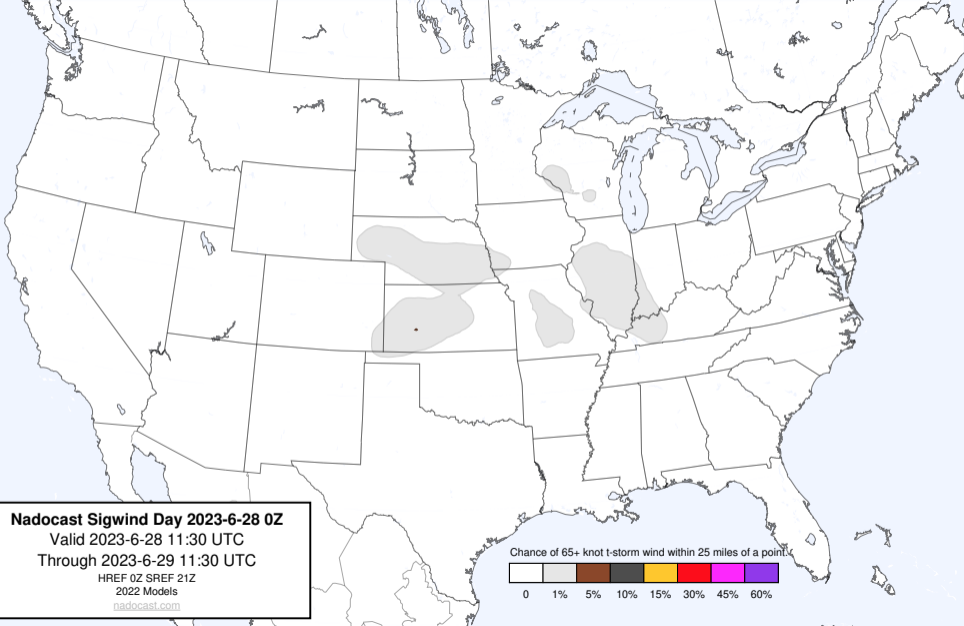 Nadocast Sigwind Day 2023-6-28 0Z
Valid 2023-6-28 11:30 UTC
Through 2023-6-29 11:30 UTC
HREF 0Z SREF 21Z
2022 Models
nadocast.com
Chance of 65+ knot t-storm wind within 25 miles of a point.
0 1% 5% 10% 15% 30% 45% 60%